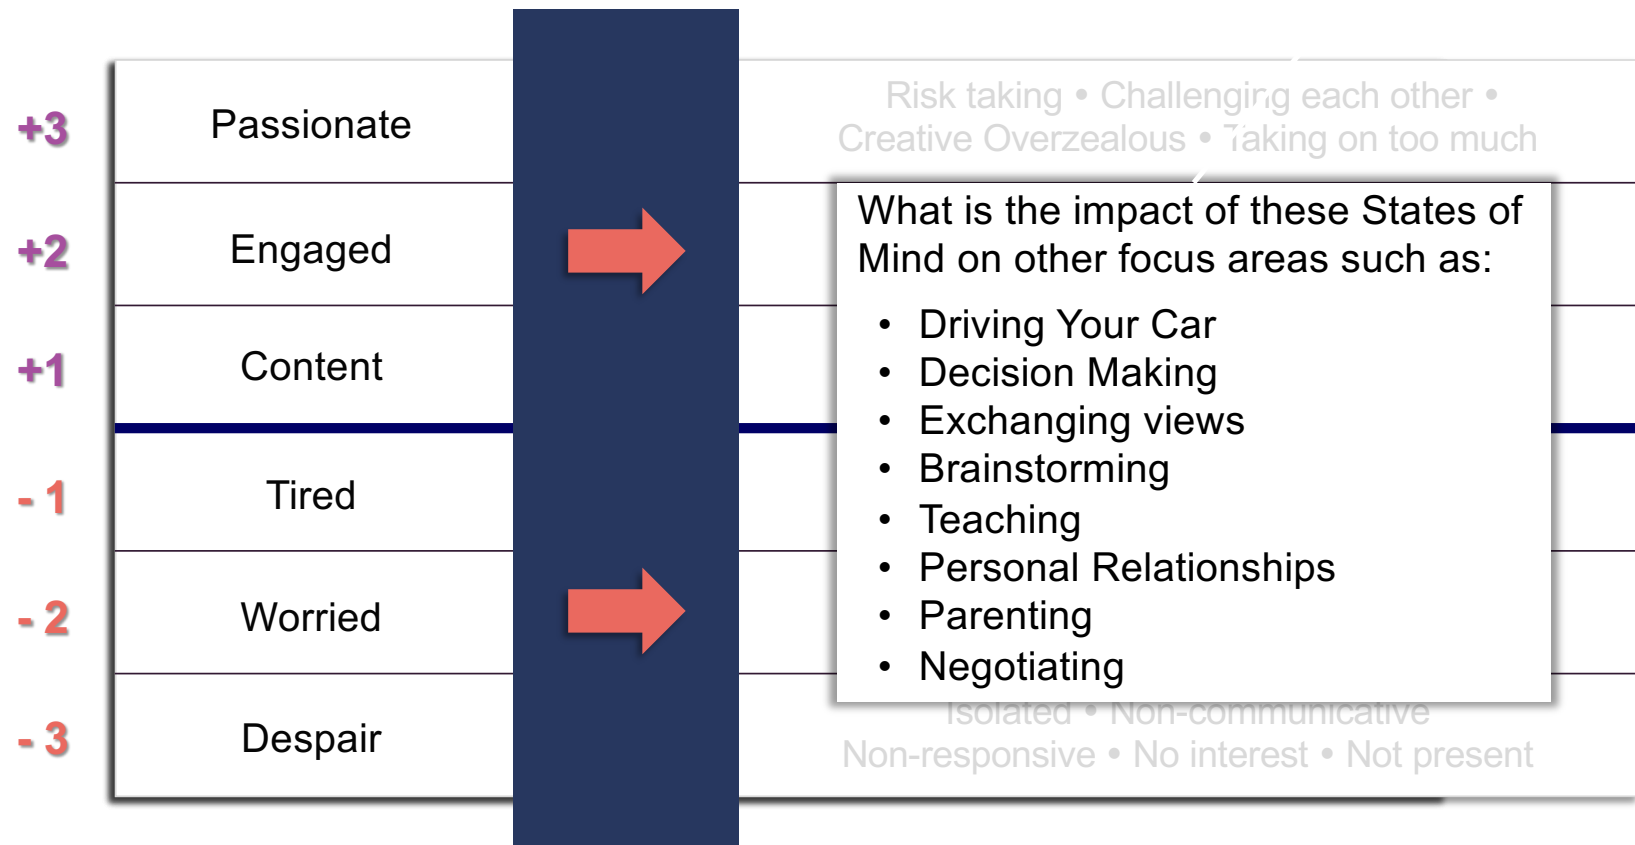 +3
Passionate
Risk taking • Challenging each other •
Creative Overzealous • Taking on too much
+2
Engaged
+1
Content
- 1
Tired
- 2
Worried
- 3
Despair
What is the impact of these States of
Mind on other focus areas such as:
• Driving Your Car
• Decision Making
• Exchanging views
• Brainstorming
• Teaching
• Personal Relationships
• Parenting
• Negotiating
Isolated • Non-communicative
Non-responsive • No interest • Not present